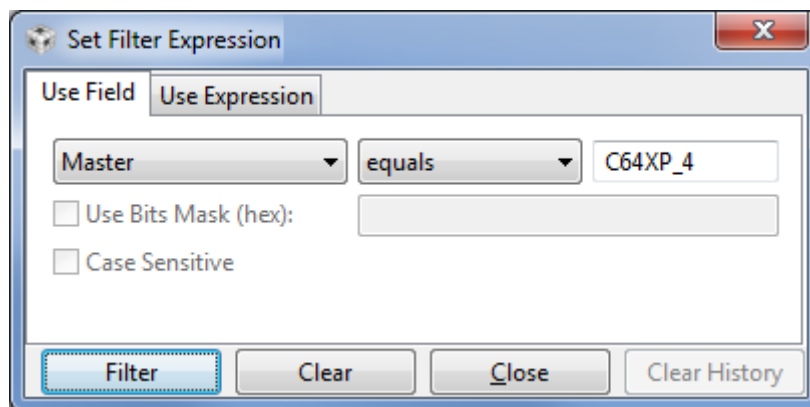 Set Filter Expression
Use Field Use Expression
Master equals C64XP_4
Use Bits Mask (hex):
Case Sensitive
Filter Clear Close Clear History